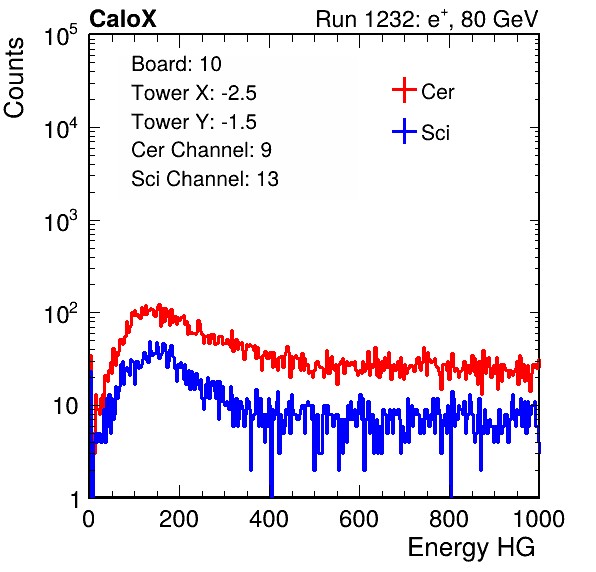 CaloX Run 1232: e⁺, 80 GeV
Counts
Board: 10
Tower X: -2.5
Tower Y: -1.5
Cer Channel: 9
Sci Channel: 13
Cer
Sci
10⁵
10⁴
10³
10²
10
1
0 200 400 600 800 1000
Energy HG